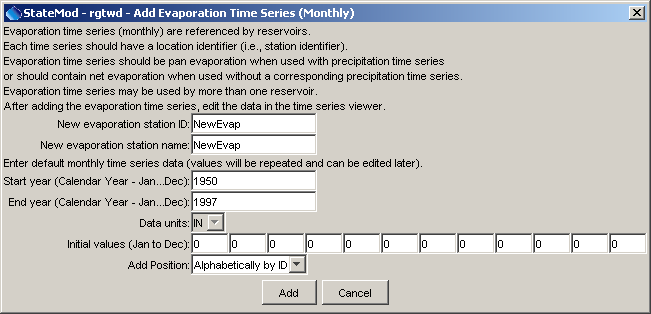 StateMod - rgtwd - Add Evaporation Time Series (Monthly)
Evaporation time series (monthly) are referenced by reservoirs.
Each time series should have a location identifier (i.e., station identifier).
Evaporation time series should be pan evaporation when used with precipitation time series
or should contain net evaporation when used without a corresponding precipitation time series.
Evaporation time series may be used by more than one reservoir.
After adding the evaporation time series, edit the data in the time series viewer.
New evaporation station ID: NewEvap
New evaporation station name: NewEvap
Enter default monthly time series data (values will be repeated and can be edited later).
Start year (Calendar Year - Jan...Dec): 1950
End year (Calendar Year - Jan...Dec): 1997
Data units: IN
Initial values (Jan to Dec): 0 0 0 0 0 0 0 0 0 0 0 0
Add Position: Alphabetically by ID
Add Cancel